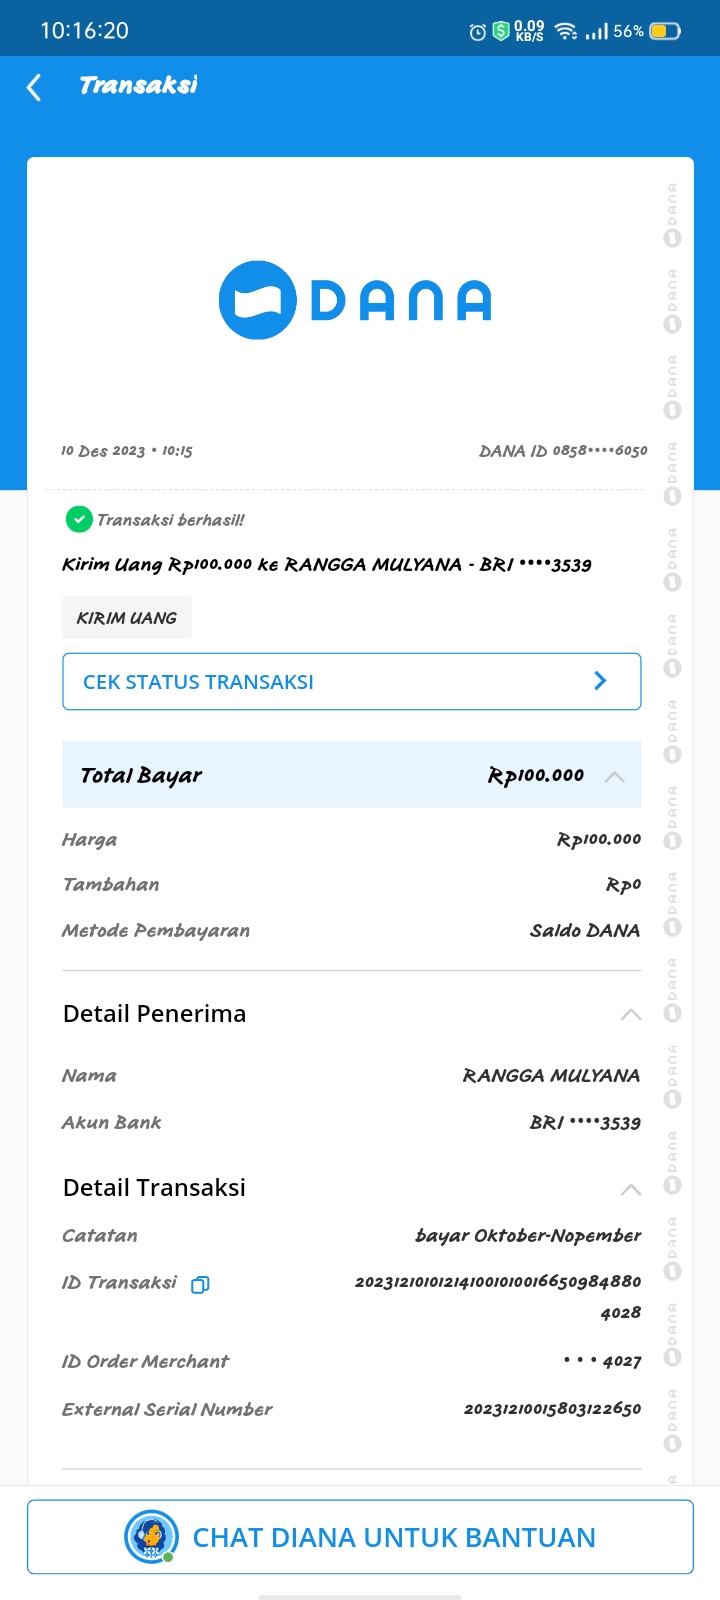 10:16:20
0.09
KB/S
56%
Transaksi
DANA
10 Des 2023 • 10:15
DANA ID 0858••••6050
Transaksi berhasil!
Kirim Uang Rp100.000 ke RANGGA MULYANA - BRI ••••3539
KIRIM UANG
CEK STATUS TRANSAKSI
Total Bayar Rp100.000
Harga Rp100.000
Tambahan Rp0
Metode Pembayaran Saldo DANA
Detail Penerima
Nama RANGGA MULYANA
Akun Bank BRI ••••3539
Detail Transaksi
Catatan bayar Oktober-Nopember
ID Transaksi 202312101012141001010016650984880
4028
ID Order Merchant • • • 4027
External Serial Number 20231210015803122650
CHAT DIANA UNTUK BANTUAN